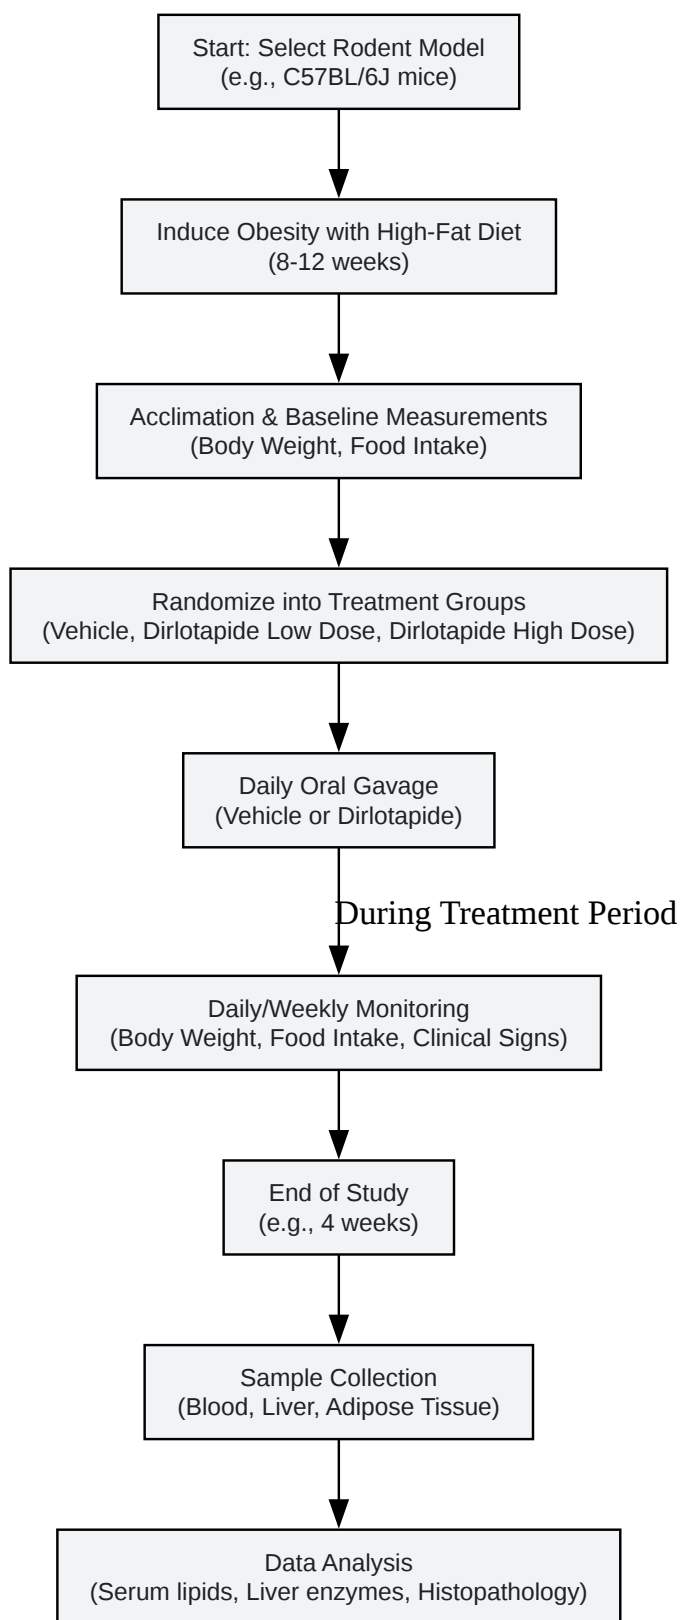 Start: Select Rodent Model
(e.g., C57BL/6J mice)
Induce Obesity with High-Fat Diet
(8-12 weeks)
Acclimation & Baseline Measurements
(Body Weight, Food Intake)
Randomize into Treatment Groups
(Vehicle, Dirlotapide Low Dose, Dirlotapide High Dose)
Daily Oral Gavage
(Vehicle or Dirlotapide)
During Treatment Period
Daily/Weekly Monitoring
(Body Weight, Food Intake, Clinical Signs)
End of Study
(e.g., 4 weeks)
Sample Collection
(Blood, Liver, Adipose Tissue)
Data Analysis
(Serum lipids, Liver enzymes, Histopathology)